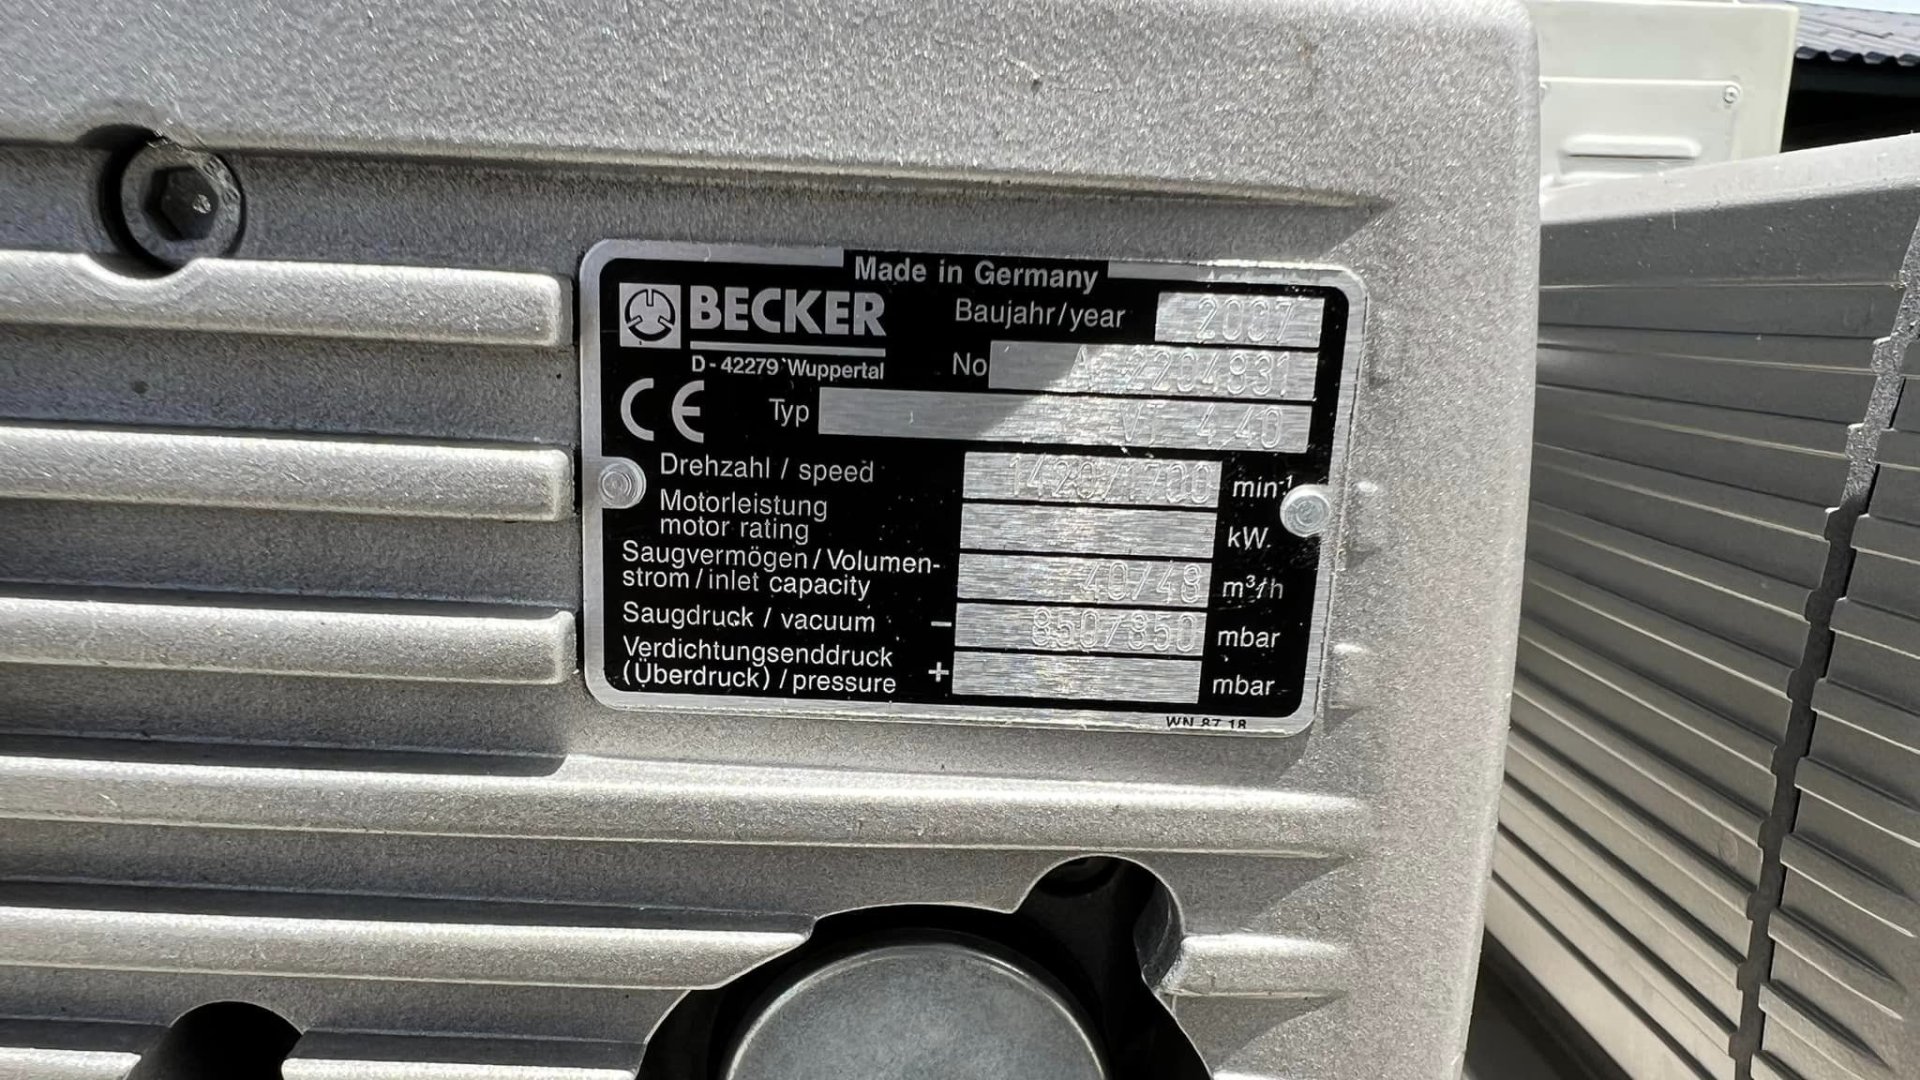 Made in Germany
BECKER
D-42279 Wuppertal
Baujahr/year 2007
No A 2204831
CE Typ VT 4.40
Drehzahl / speed 1420/1700 min-1
Motorleistung
motor rating kW
Saugvermögen/Volumen-
strom/inlet capacity 40/48 m³/h
Saugdruck / vacuum − 850/850 mbar
Verdichtungsenddruck
(Überdruck)/pressure + mbar
WN 87 18